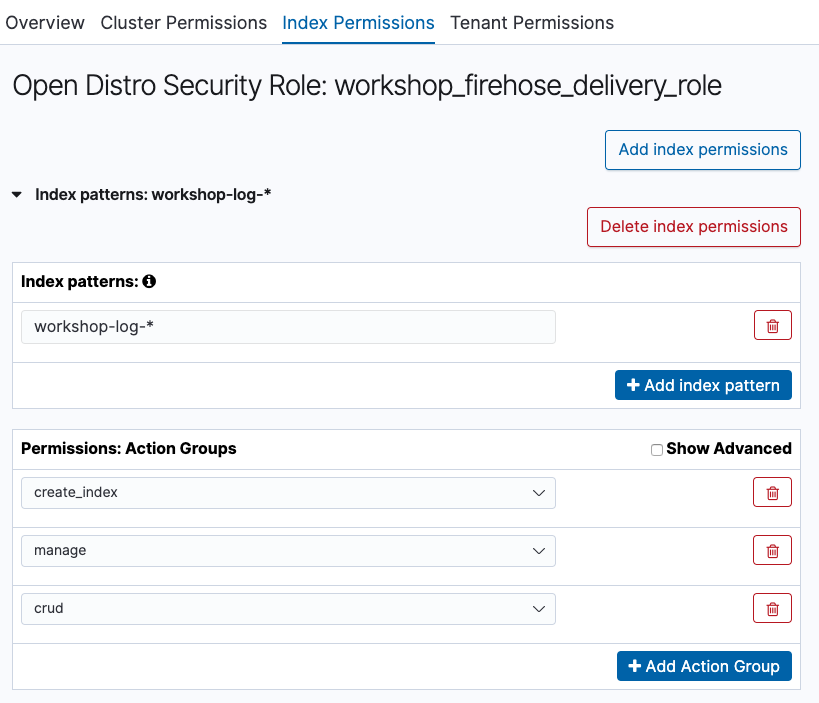 Overview Cluster Permissions Index Permissions Tenant Permissions
Open Distro Security Role: workshop_firehose_delivery_role
Add index permissions
Index patterns: workshop-log-*
Delete index permissions
Index patterns:
workshop-log-*
Add index pattern
Permissions: Action Groups Show Advanced
create_index
manage
crud
Add Action Group